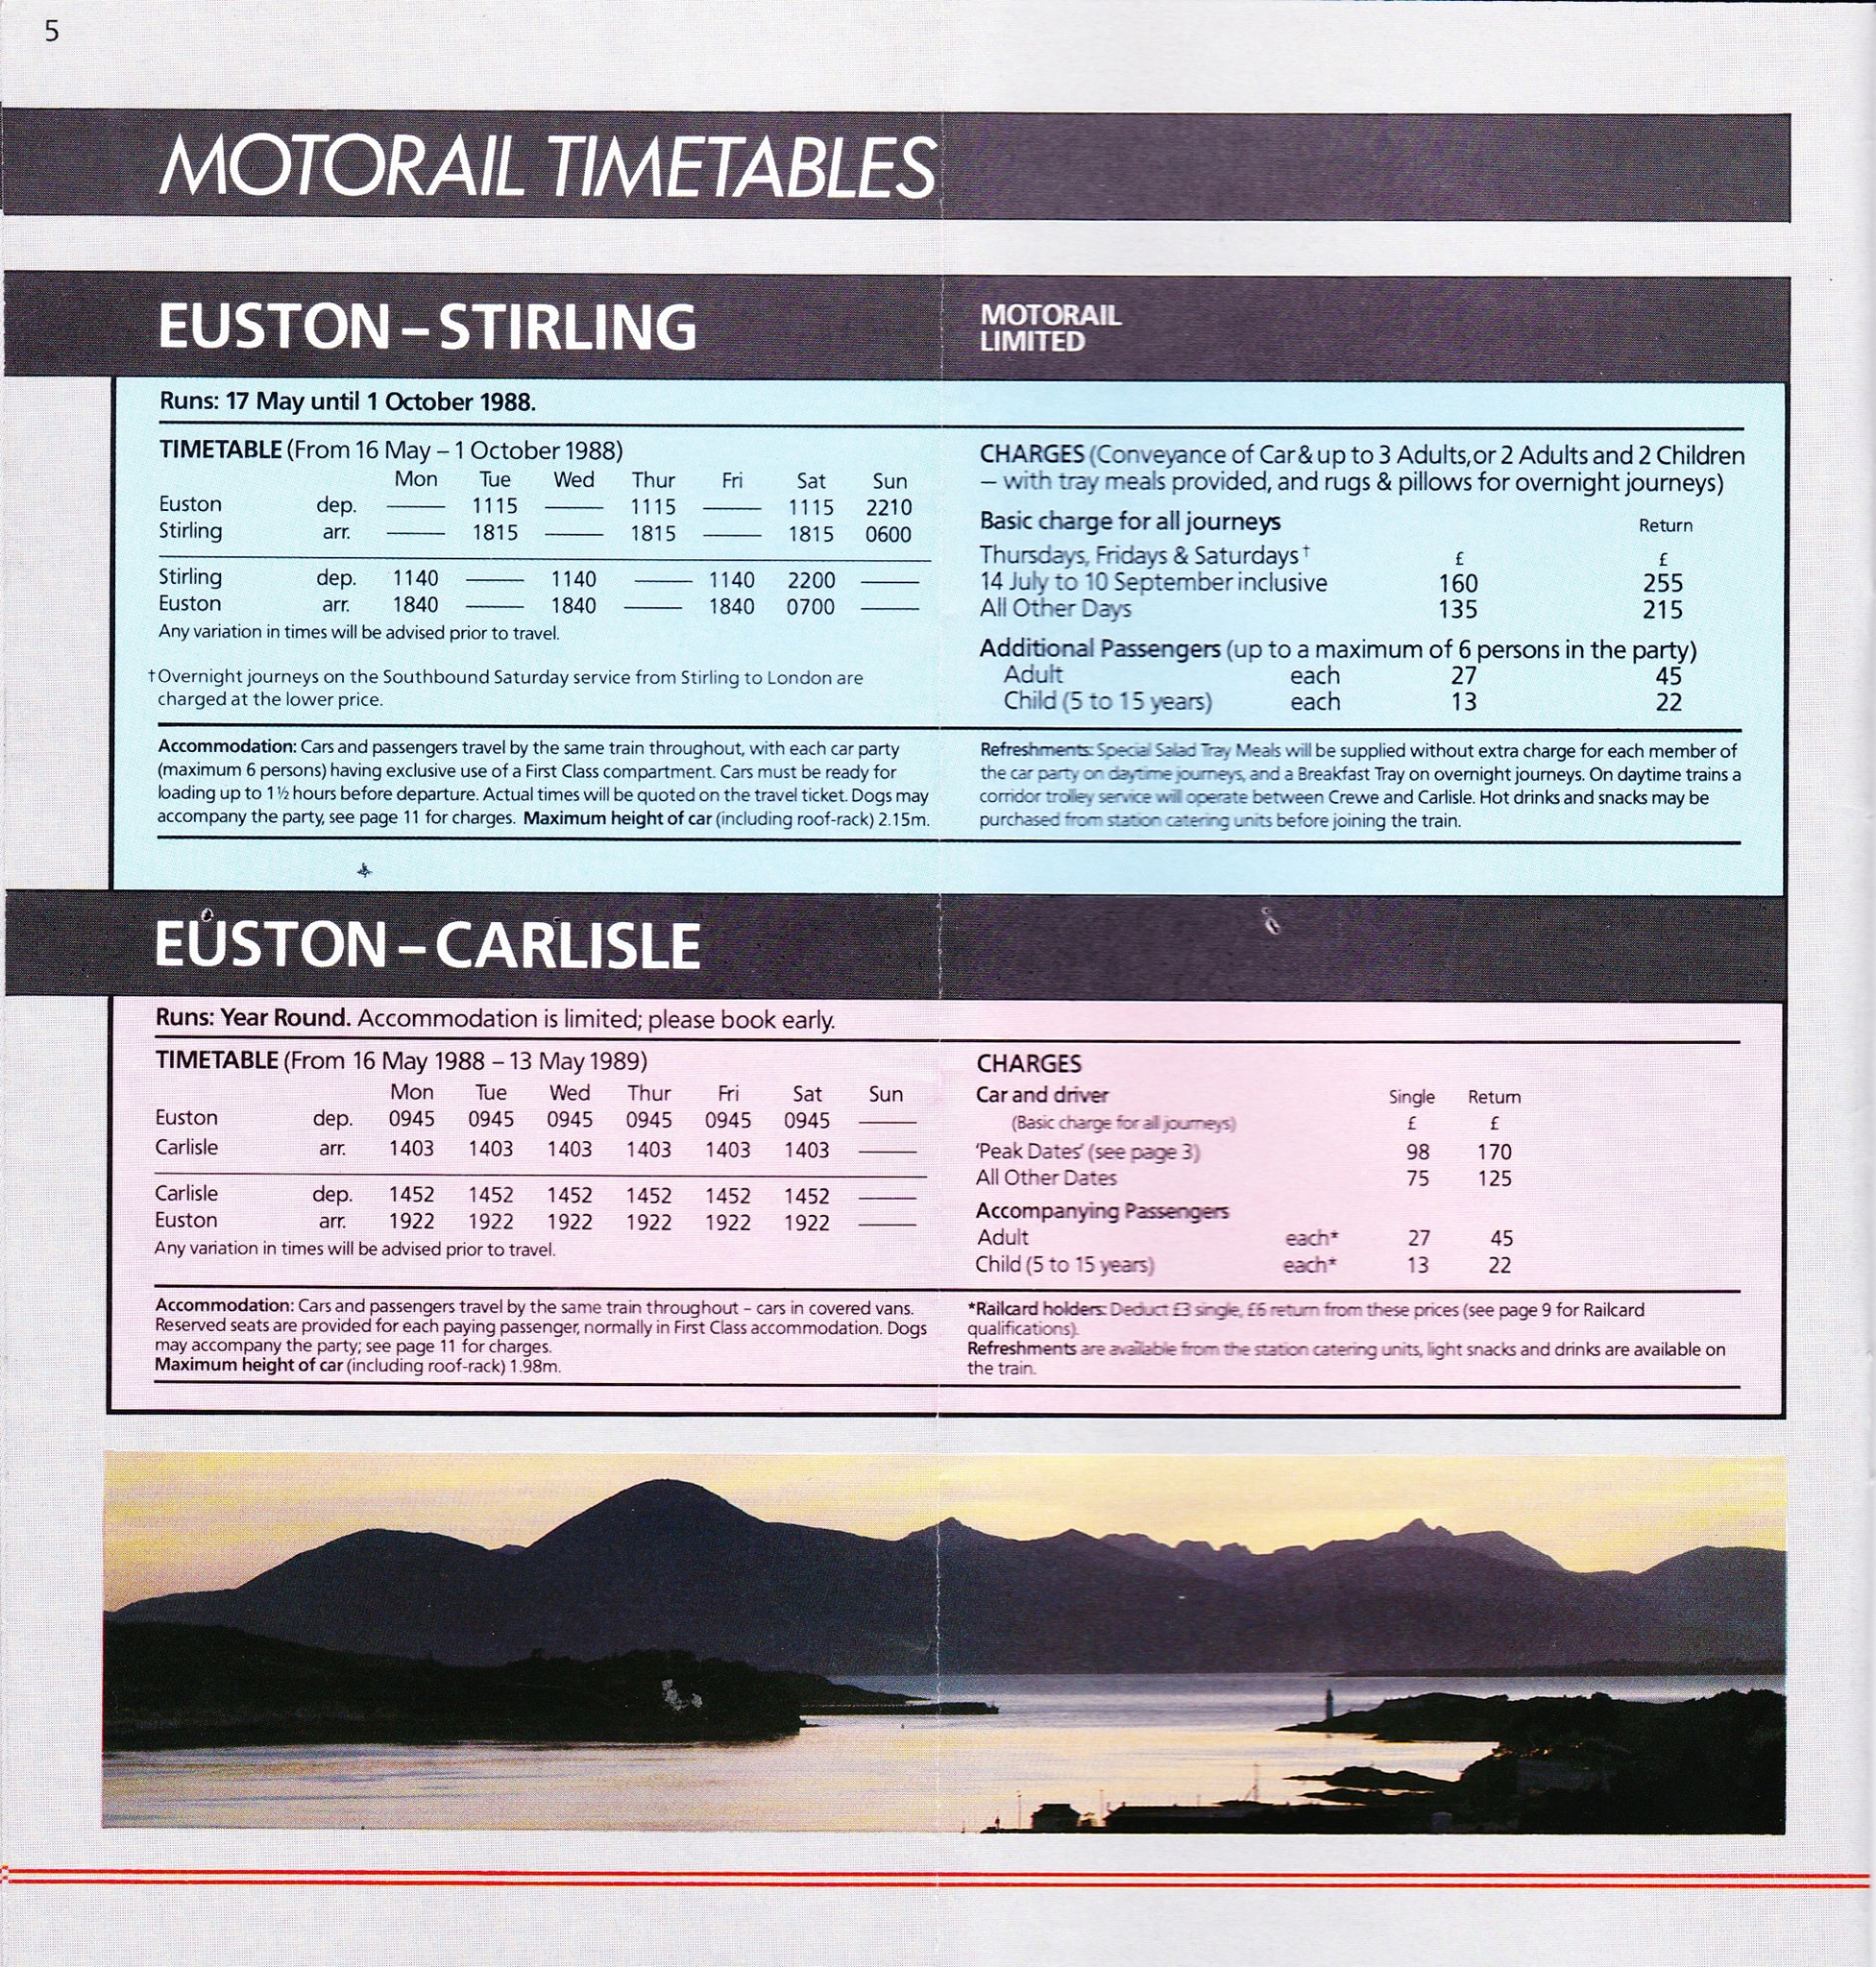 5
MOTORAIL TIMETABLES
EUSTON – STIRLING
MOTORAIL
LIMITED
Runs: 17 May until 1 October 1988.
TIMETABLE (From 16 May – 1 October 1988)
Mon Tue Wed Thur Fri Sat Sun
Euston dep. —— 1115 —— 1115 —— 1115 2210
Stirling arr. —— 1815 —— 1815 —— 1815 0600
Stirling dep. 1140 —— 1140 —— 1140 2200 ——
Euston arr. 1840 —— 1840 —— 1840 0700 ——
Any variation in times will be advised prior to travel.
†Overnight journeys on the Southbound Saturday service from Stirling to London are
charged at the lower price.
CHARGES (Conveyance of Car & up to 3 Adults, or 2 Adults and 2 Children
– with tray meals provided, and rugs & pillows for overnight journeys)
Basic charge for all journeys Return
Thursdays, Fridays & Saturdays† £ £
14 July to 10 September inclusive 160 255
All Other Days 135 215
Additional Passengers (up to a maximum of 6 persons in the party)
Adult each 27 45
Child (5 to 15 years) each 13 22
Accommodation: Cars and passengers travel by the same train throughout, with each car party
(maximum 6 persons) having exclusive use of a First Class compartment. Cars must be ready for
loading up to 1½ hours before departure. Actual times will be quoted on the travel ticket. Dogs may
accompany the party, see page 11 for charges. Maximum height of car (including roof-rack) 2.15m.
Refreshments: Special Salad Tray Meals will be supplied without extra charge for each member of
the car party on daytime journeys, and a Breakfast Tray on overnight journeys. On daytime trains a
corridor trolley service will operate between Crewe and Carlisle. Hot drinks and snacks may be
purchased from station catering units before joining the train.
EUSTON – CARLISLE
Runs: Year Round. Accommodation is limited; please book early.
TIMETABLE (From 16 May 1988 – 13 May 1989)
Mon Tue Wed Thur Fri Sat Sun
Euston dep. 0945 0945 0945 0945 0945 0945 ——
Carlisle arr. 1403 1403 1403 1403 1403 1403 ——
Carlisle dep. 1452 1452 1452 1452 1452 1452 ——
Euston arr. 1922 1922 1922 1922 1922 1922 ——
Any variation in times will be advised prior to travel.
CHARGES
Car and driver Single Return
(Basic charge for all journeys) £ £
'Peak Dates' (see page 3) 98 170
All Other Dates 75 125
Accompanying Passengers
Adult each* 27 45
Child (5 to 15 years) each* 13 22
Accommodation: Cars and passengers travel by the same train throughout – cars in covered vans.
Reserved seats are provided for each paying passenger, normally in First Class accommodation. Dogs
may accompany the party; see page 11 for charges.
Maximum height of car (including roof-rack) 1.98m.
*Railcard holders: Deduct £3 single, £6 return from these prices (see page 9 for Railcard
qualifications).
Refreshments are available from the station catering units, light snacks and drinks are available on
the train.